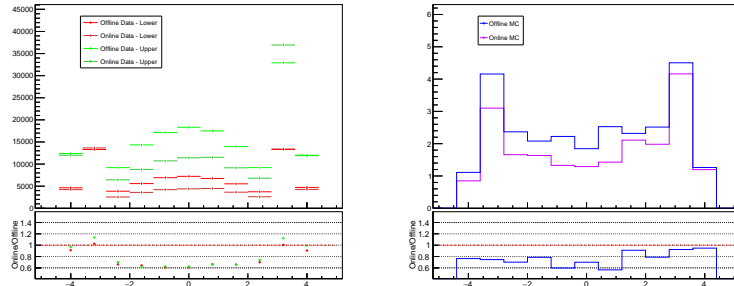 45000
40000
35000
30000
25000
20000
15000
10000
5000
0
Offline Data - Lower
Online Data - Lower
Offline Data - Upper
Online Data - Upper
Online/Offline
1.4
1.2
1
0.8
0.6
−4 −2 0 2 4
6
5
4
3
2
1
0
Offline MC
Online MC
Online/Offline
1.4
1.2
1
0.8
0.6
−4 −2 0 2 4